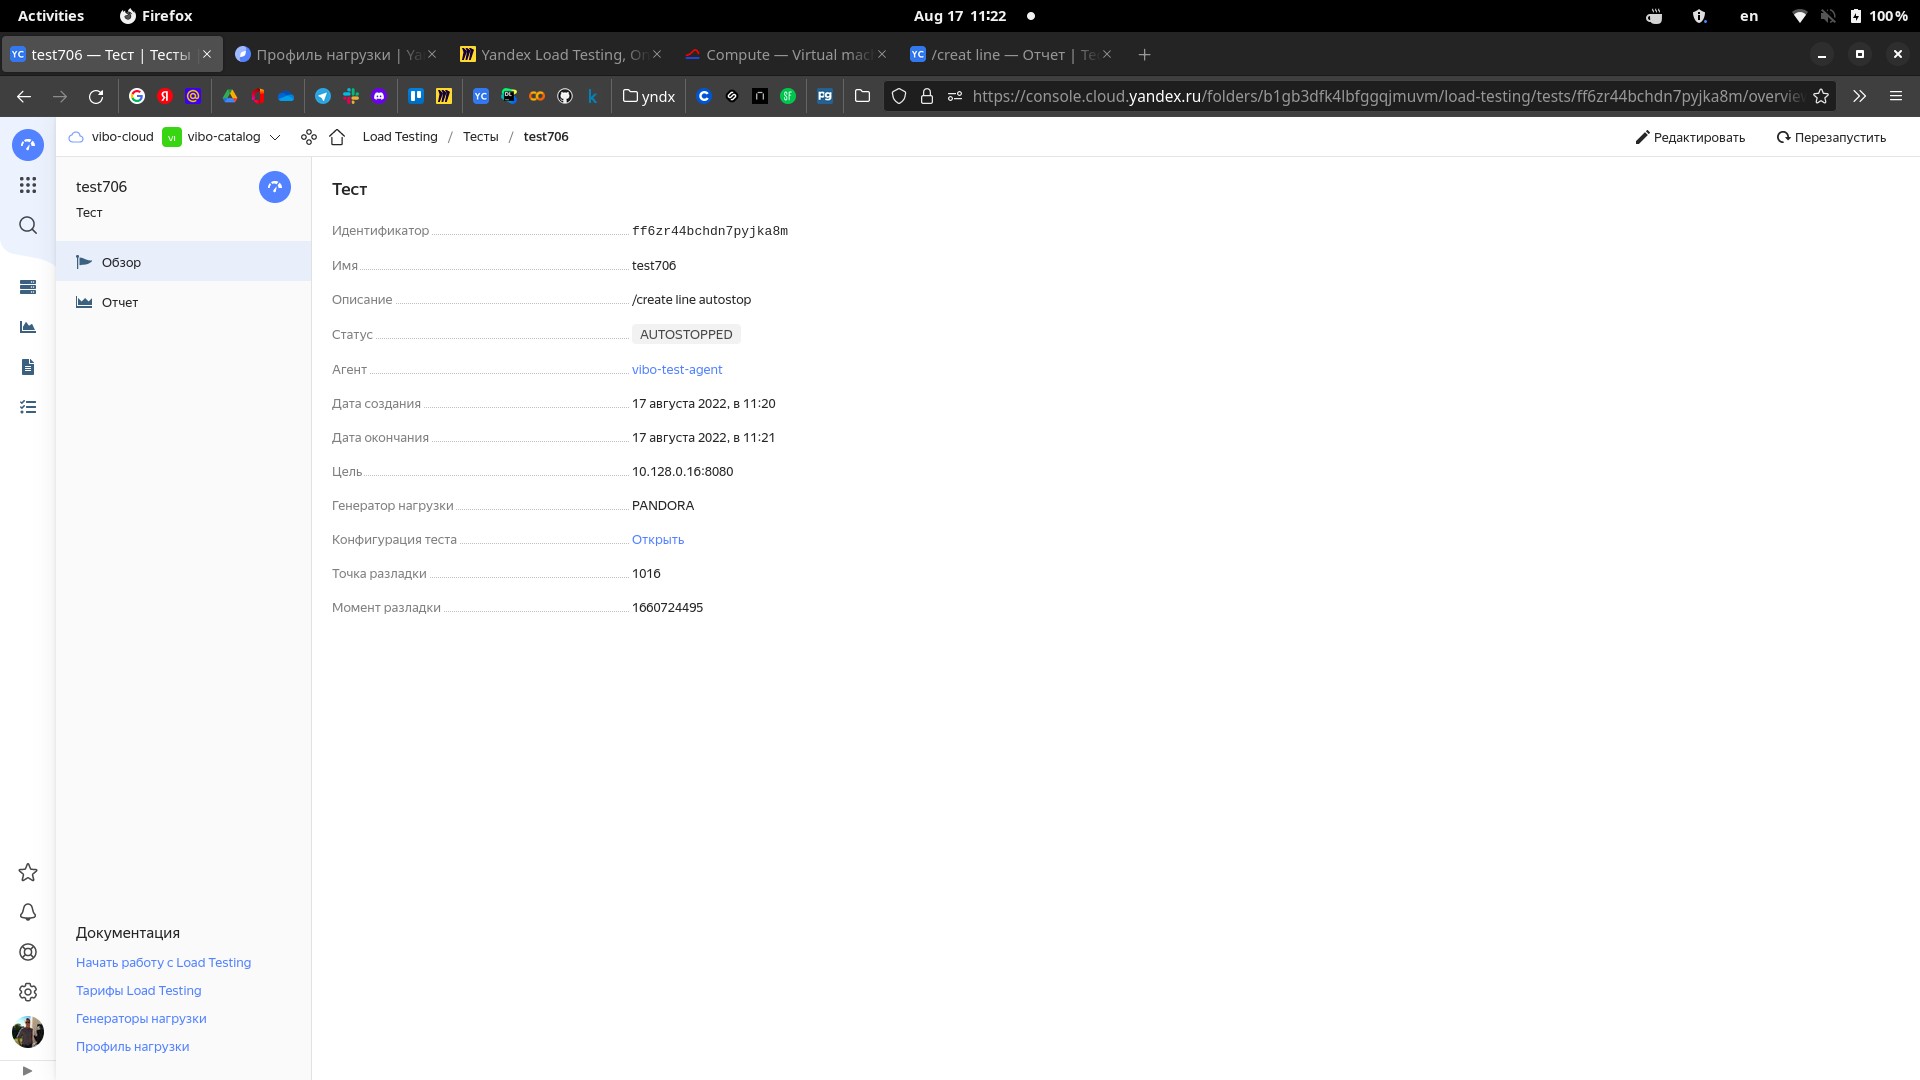 Activities Firefox Aug 17 11:22 en 100 %
test706 — Тест | Тесты Профиль нагрузки | Ya Yandex Load Testing, On Compute — Virtual mac /creat line — Отчет | Te
yndx https://console.cloud.yandex.ru/folders/b1gb3dfk4lbfggqjmuvm/load-testing/tests/ff6zr44bchdn7pyjka8m/overvie
vibo-cloud VI vibo-catalog Load Testing / Тесты / test706 Редактировать Перезапустить
test706
Тест
Обзор
Отчет
Тест
Идентификатор ff6zr44bchdn7pyjka8m
Имя test706
Описание /create line autostop
Статус AUTOSTOPPED
Агент vibo-test-agent
Дата создания 17 августа 2022, в 11:20
Дата окончания 17 августа 2022, в 11:21
Цель 10.128.0.16:8080
Генератор нагрузки PANDORA
Конфигурация теста Открыть
Точка разладки 1016
Момент разладки 1660724495
Документация
Начать работу с Load Testing
Тарифы Load Testing
Генераторы нагрузки
Профиль нагрузки